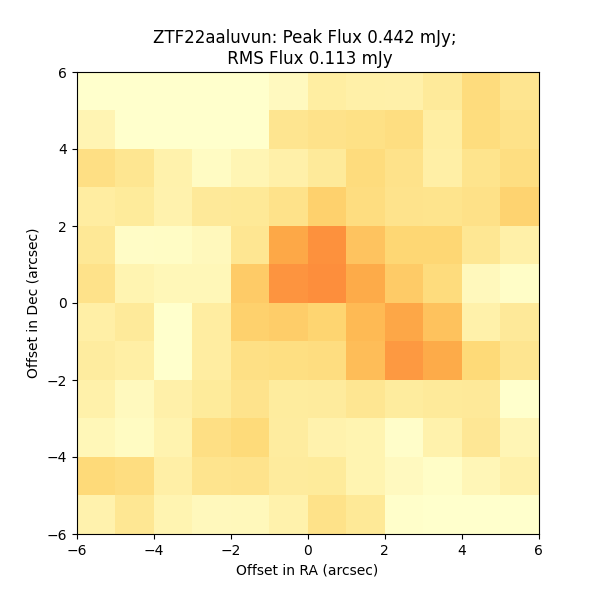 ZTF22aaluvun: Peak Flux 0.442 mJy;
RMS Flux 0.113 mJy
6
4
2
0
−2
−4
−6
Offset in Dec (arcsec)
−6 −4 −2 0 2 4 6
Offset in RA (arcsec)